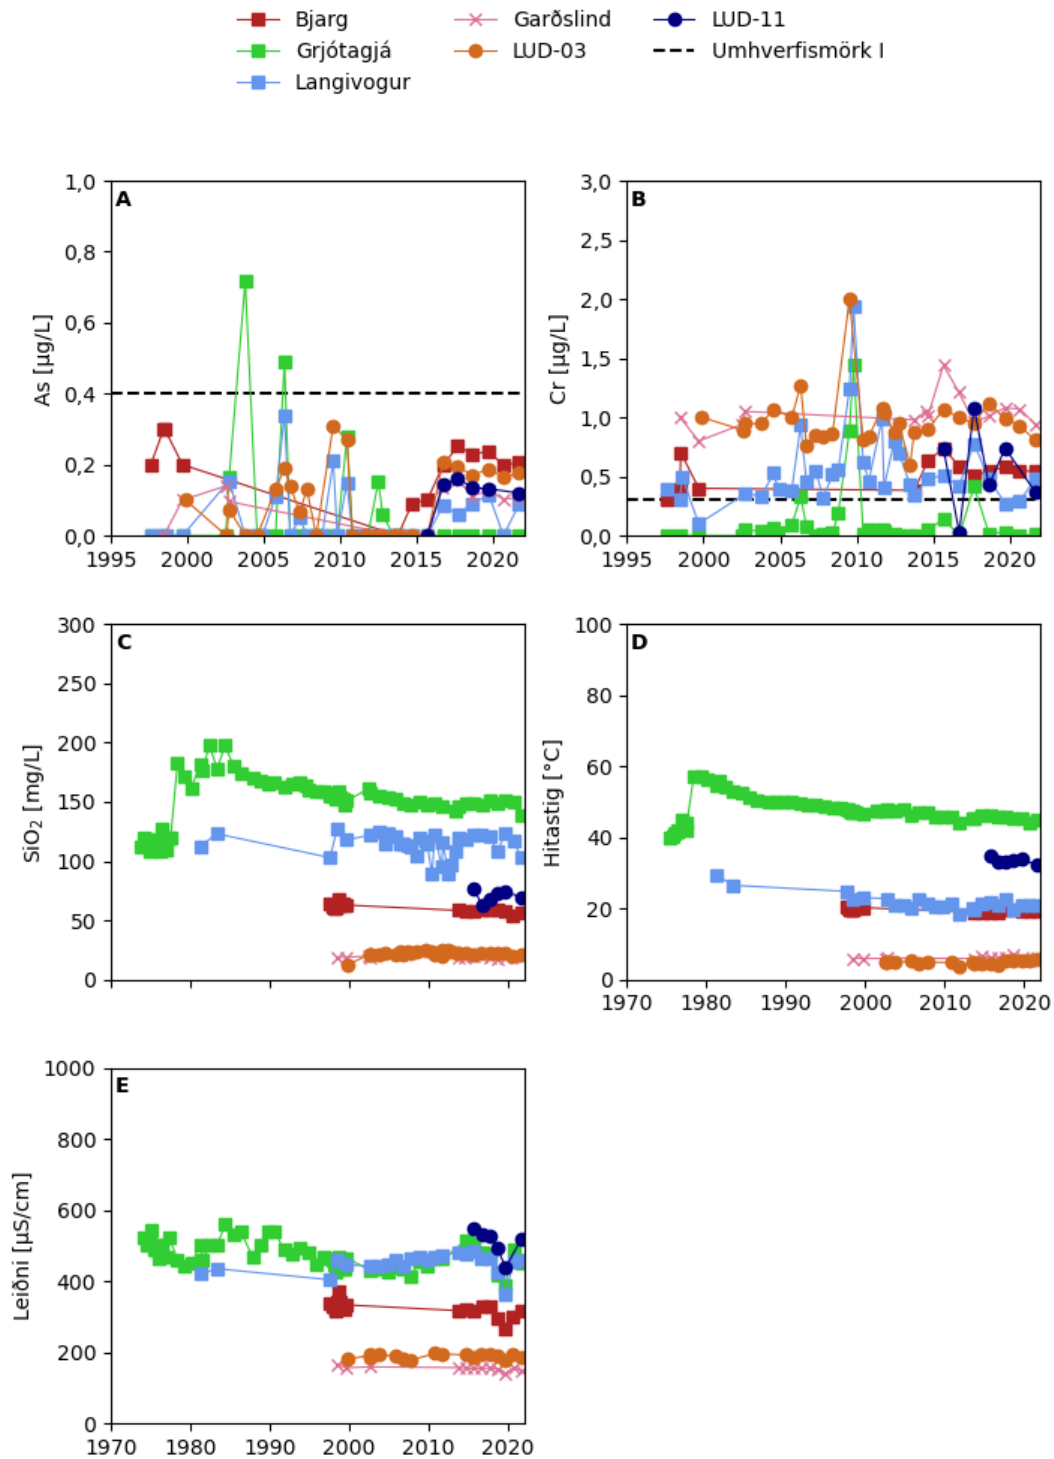 Bjarg
Grjótagjá
Langivogur
Garðslind
LUD-03
LUD-11
Umhverfismörk I
A
As [µg/L]
1,0
0,8
0,6
0,4
0,2
0,0
1995 2000 2005 2010 2015 2020
B
Cr [µg/L]
3,0
2,5
2,0
1,5
1,0
0,5
0,0
1995 2000 2005 2010 2015 2020
C
SiO₂ [mg/L]
300
250
200
150
100
50
0
D
Hitastig [°C]
100
80
60
40
20
0
1970 1980 1990 2000 2010 2020
E
Leiðni [µS/cm]
1000
800
600
400
200
0
1970 1980 1990 2000 2010 2020